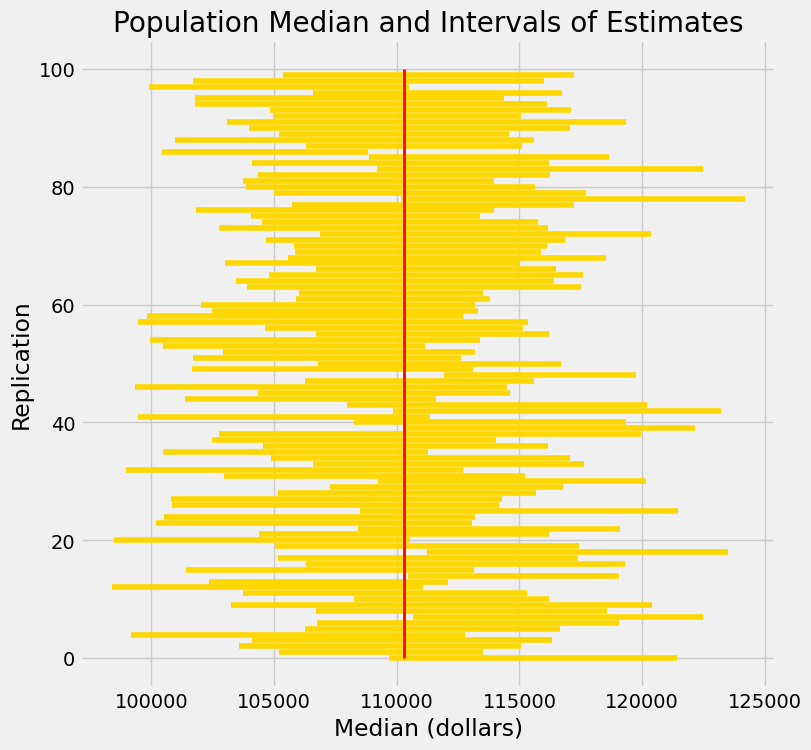 Population Median and Intervals of Estimates
100
80
60
40
20
0
Replication
100000 105000 110000 115000 120000 125000
Median (dollars)